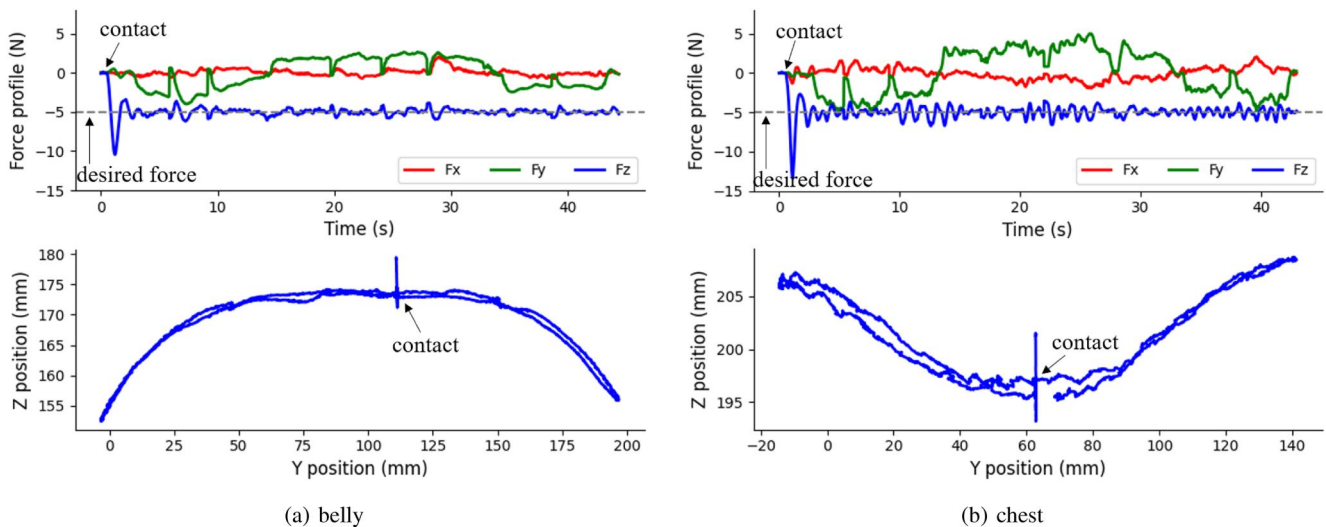 contact
5
0
−5
−10
−15
Force profile (N)
desired force
Fx Fy Fz
0 10 20 30 40
Time (s)
180
175
170
165
160
155
Z position (mm)
contact
0 25 50 75 100 125 150 175 200
Y position (mm)
(a) belly
contact
5
0
−5
−10
−15
Force profile (N)
desired force
Fx Fy Fz
0 10 20 30 40
Time (s)
205
200
195
Z position (mm)
contact
−20 0 20 40 60 80 100 120 140
Y position (mm)
(b) chest